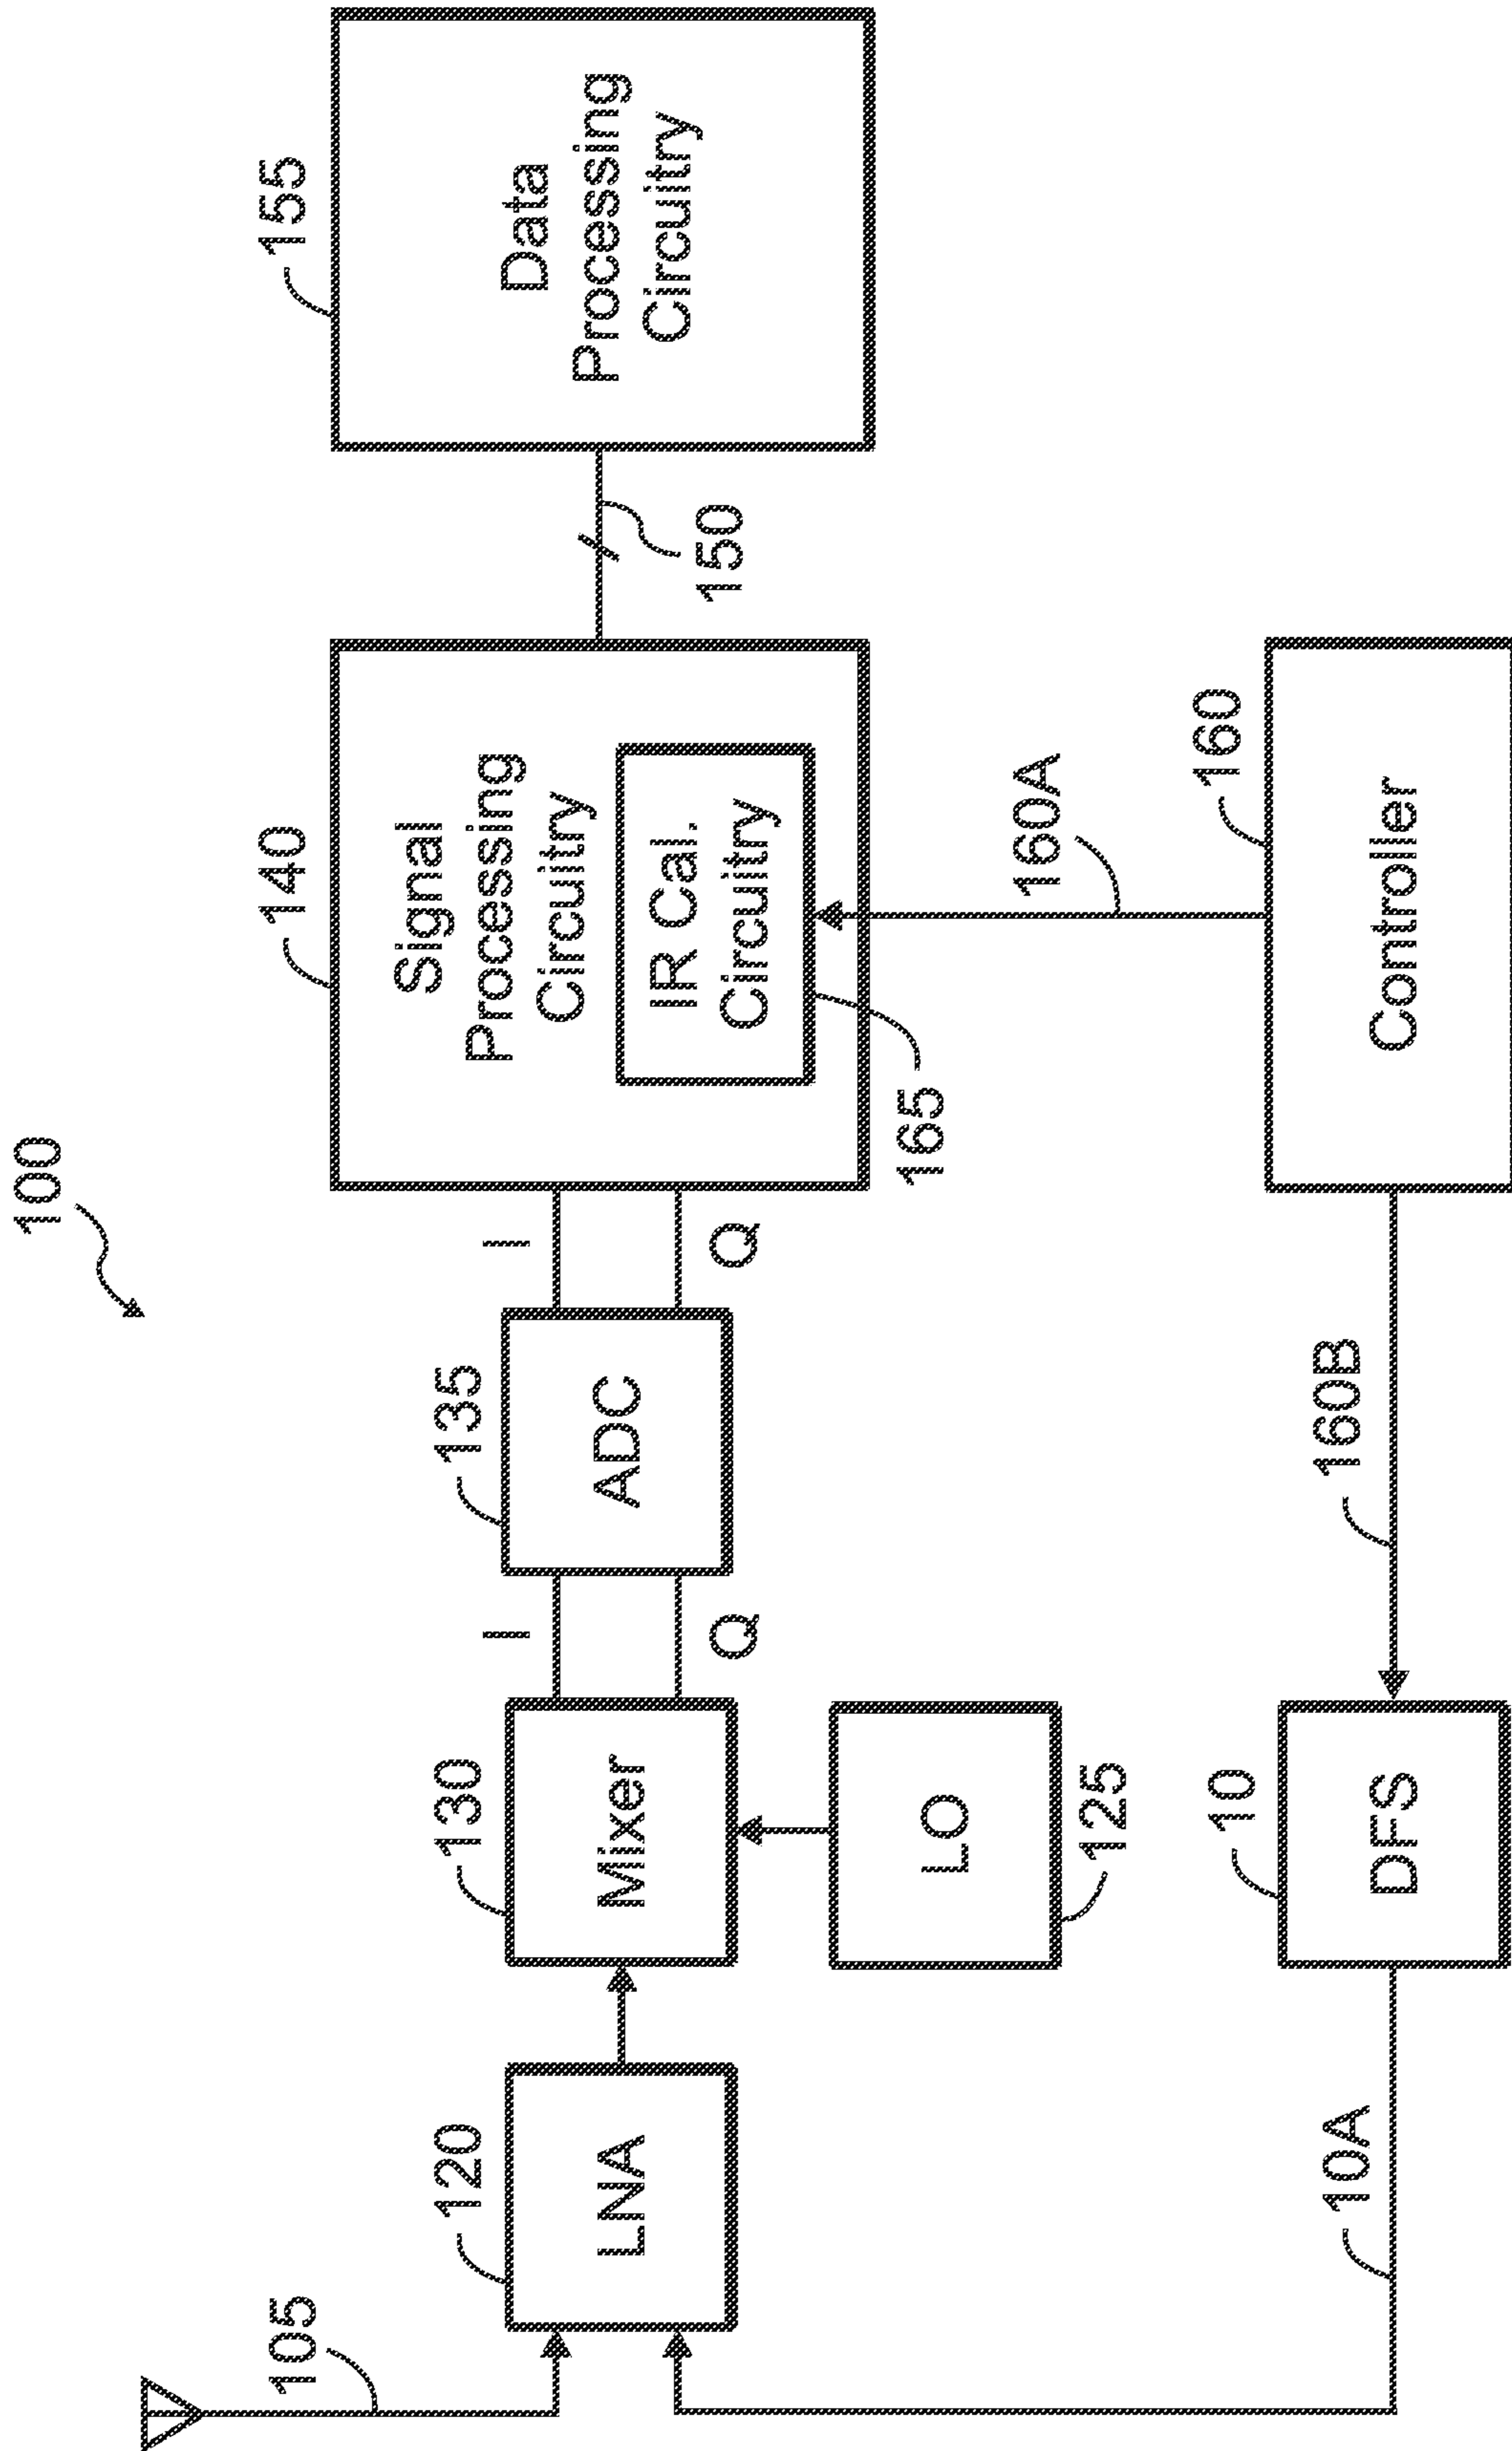 100
105
120
LNA
130
Mixer
I
Q
135
ADC
I
Q
140
Signal
Processing
Circuitry
IR Cal.
Circuitry
165
150
155
Data
Processing
Circuitry
LO
125
160A
160
Controller
160B
10
DFS
10A